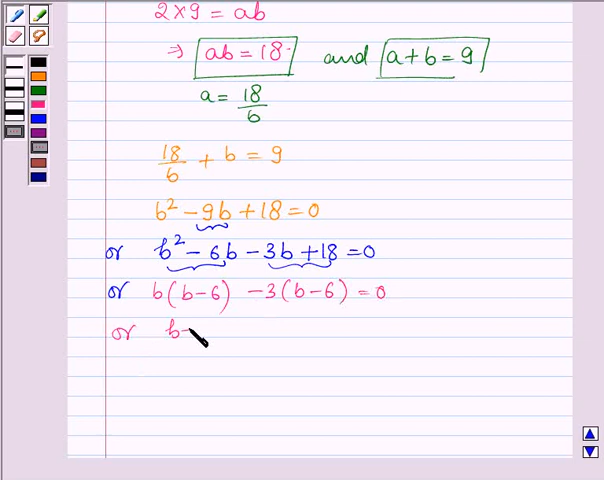 2 × 9 = ab
⇒ ab = 18 and a + b = 9
a = 18/b
18/b + b = 9
b² - 9b + 18 = 0
or b² - 6b - 3b + 18 = 0
or b(b - 6) - 3(b - 6) = 0
or b-